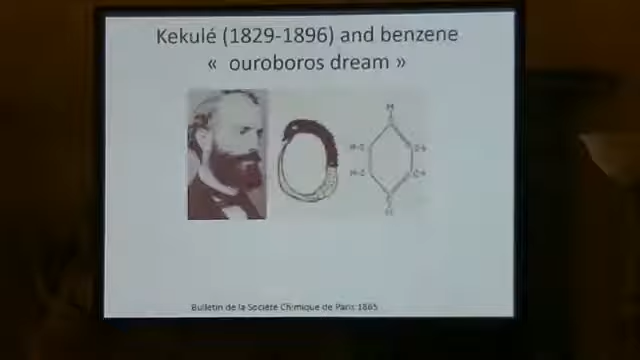 Kekulé (1829-1896) and benzene
« ouroboros dream »
H
H-C
C-H
H-C
C-H
H
Bulletin de la Société Chimique de Paris 1865